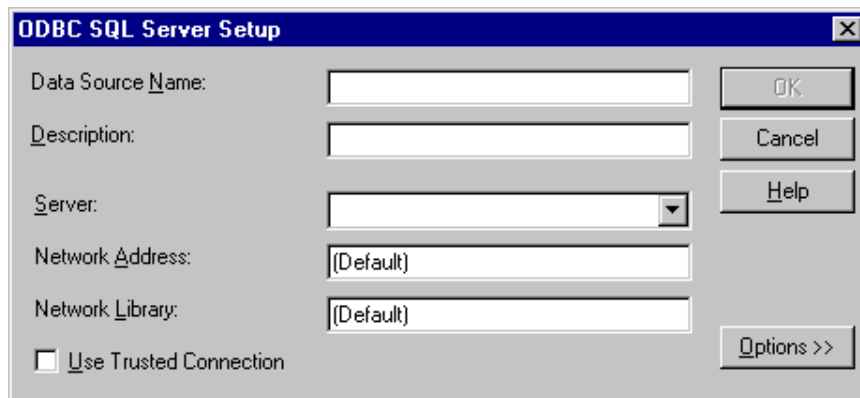 ODBC SQL Server Setup
Data Source Name:
OK
Description:
Cancel
Help
Server:
Network Address:
(Default)
Network Library:
(Default)
Use Trusted Connection
Options >>